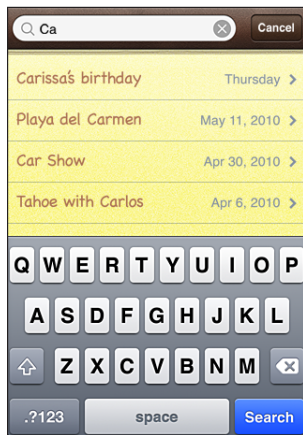 Ca Cancel
Carissa's birthday Thursday
Playa del Carmen May 11, 2010
Car Show Apr 30, 2010
Tahoe with Carlos Apr 6, 2010
Q W E R T Y U I O P
A S D F G H J K L
Z X C V B N M
.?123 space Search